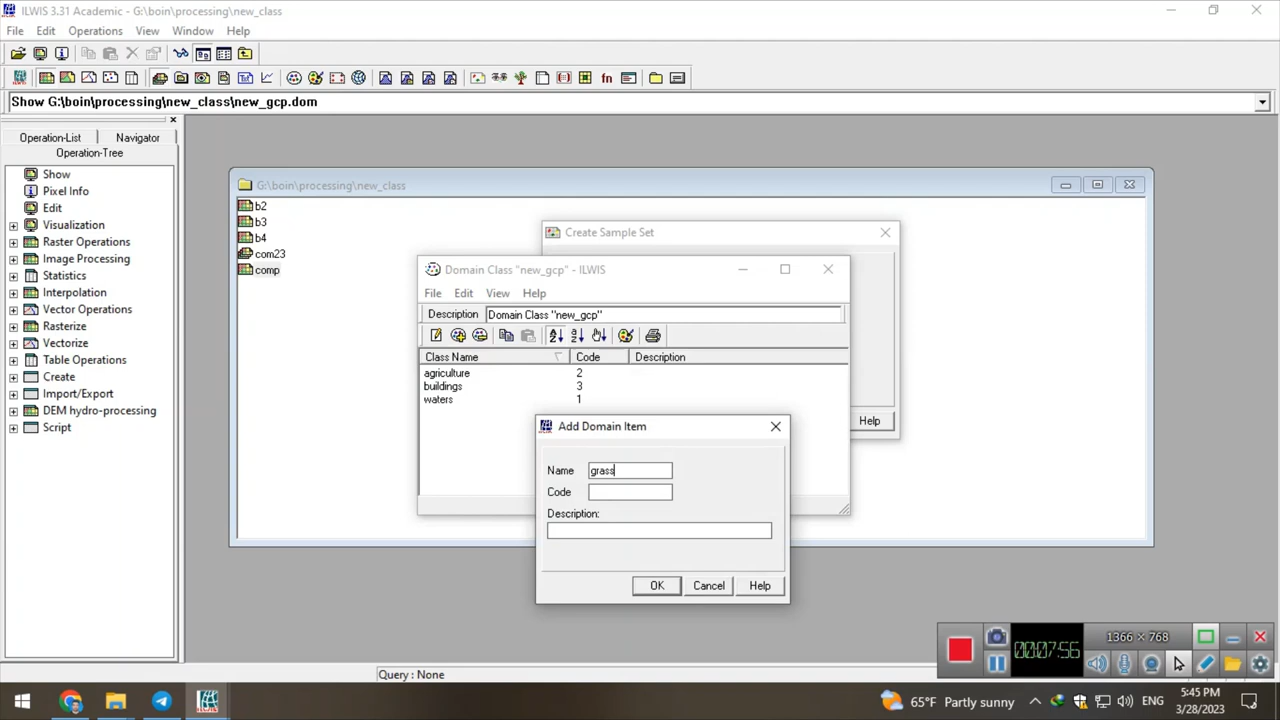 ILWIS 3.31 Academic - G:\boin\processing\new_class
File Edit Operations View Window Help
Show G:\boin\processing\new_class\new_gcp.dom
Operation-List Navigator
Operation-Tree
Show
Pixel Info
Edit
Visualization
Raster Operations
Image Processing
Statistics
Interpolation
Vector Operations
Rasterize
Vectorize
Table Operations
Create
Import/Export
DEM hydro-processing
Script
G:\boin\processing\new_class
b2
b3
b4
com23
comp
Create Sample Set
Help
Domain Class "new_gcp" - ILWIS
File Edit View Help
Description Domain Class "new_gcp"
Class Name Code Description
agriculture 2
buildings 3
waters 1
Add Domain Item
Name grass
Code
Description:
OK Cancel Help
Query : None
1366 × 768
00:07:56
65°F Partly sunny
ENG
5:45 PM
3/28/2023